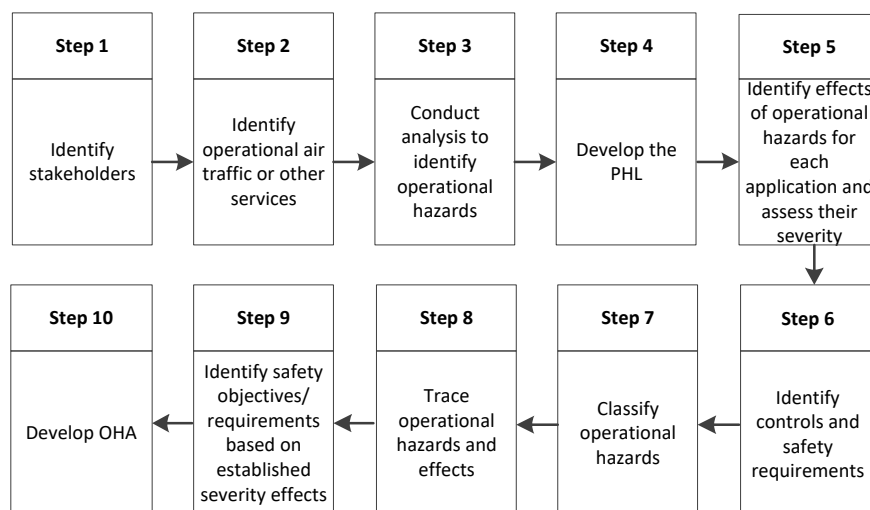 Step 1
Identify
stakeholders
Step 2
Identify
operational air
traffic or other
services
Step 3
Conduct
analysis to
identify
operational
hazards
Step 4
Develop the
PHL
Step 5
Identify effects
of operational
hazards for
each
application and
assess their
severity
Step 6
Identify
controls and
safety
requirements
Step 7
Classify
operational
hazards
Step 8
Trace
operational
hazards and
effects
Step 9
Identify safety
objectives/
requirements
based on
established
severity effects
Step 10
Develop OHA